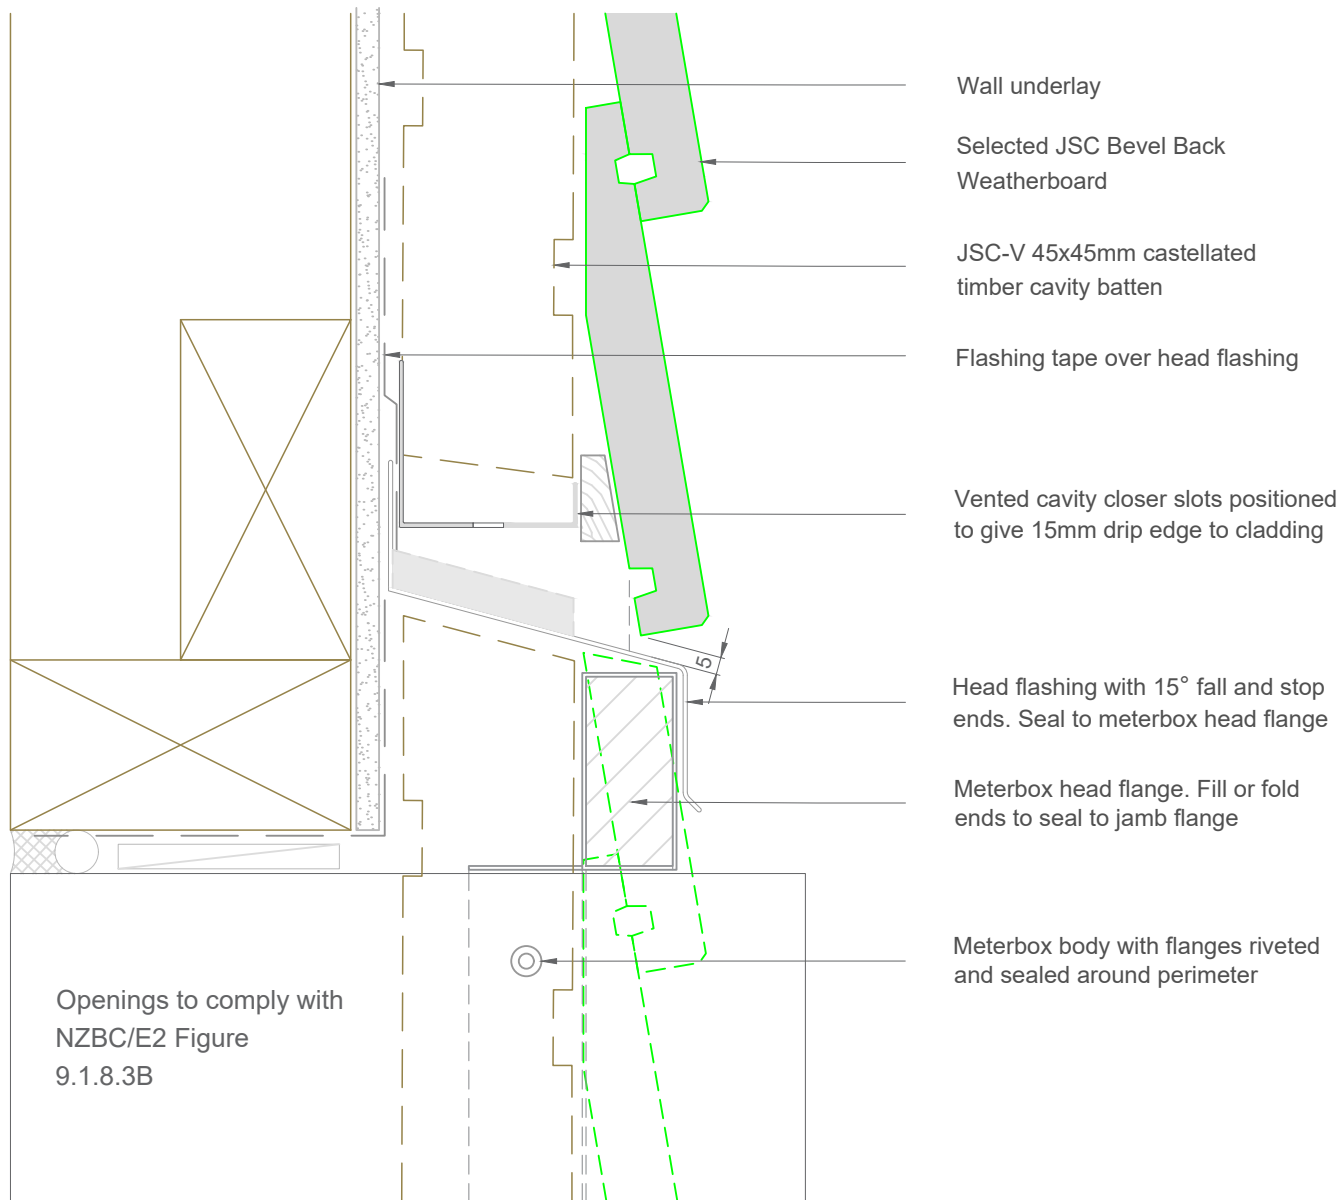 Wall underlay
Selected JSC Bevel Back
Weatherboard
JSC-V 45x45mm castellated
timber cavity batten
Flashing tape over head flashing
Vented cavity closer slots positioned
to give 15mm drip edge to cladding
5
Head flashing with 15° fall and stop
ends. Seal to meterbox head flange
Meterbox head flange. Fill or fold
ends to seal to jamb flange
Meterbox body with flanges riveted
and sealed around perimeter
Openings to comply with
NZBC/E2 Figure
9.1.8.3B